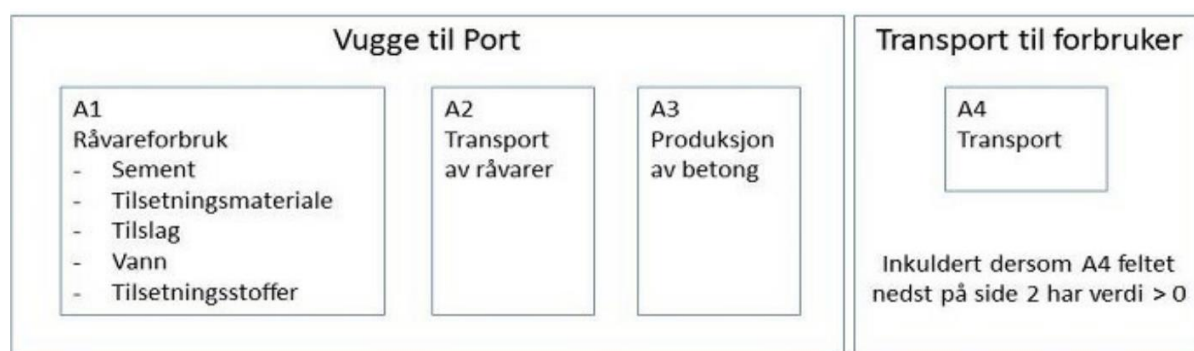 Vugge til Port
A1
Råvareforbruk
- Sement
- Tilsetningsmateriale
- Tilslag
- Vann
- Tilsetningsstoffer
A2
Transport
av råvarer
A3
Produksjon
av betong
Transport til forbruker
A4
Transport
Inkuldert dersom A4 feltet
nedst på side 2 har verdi > 0